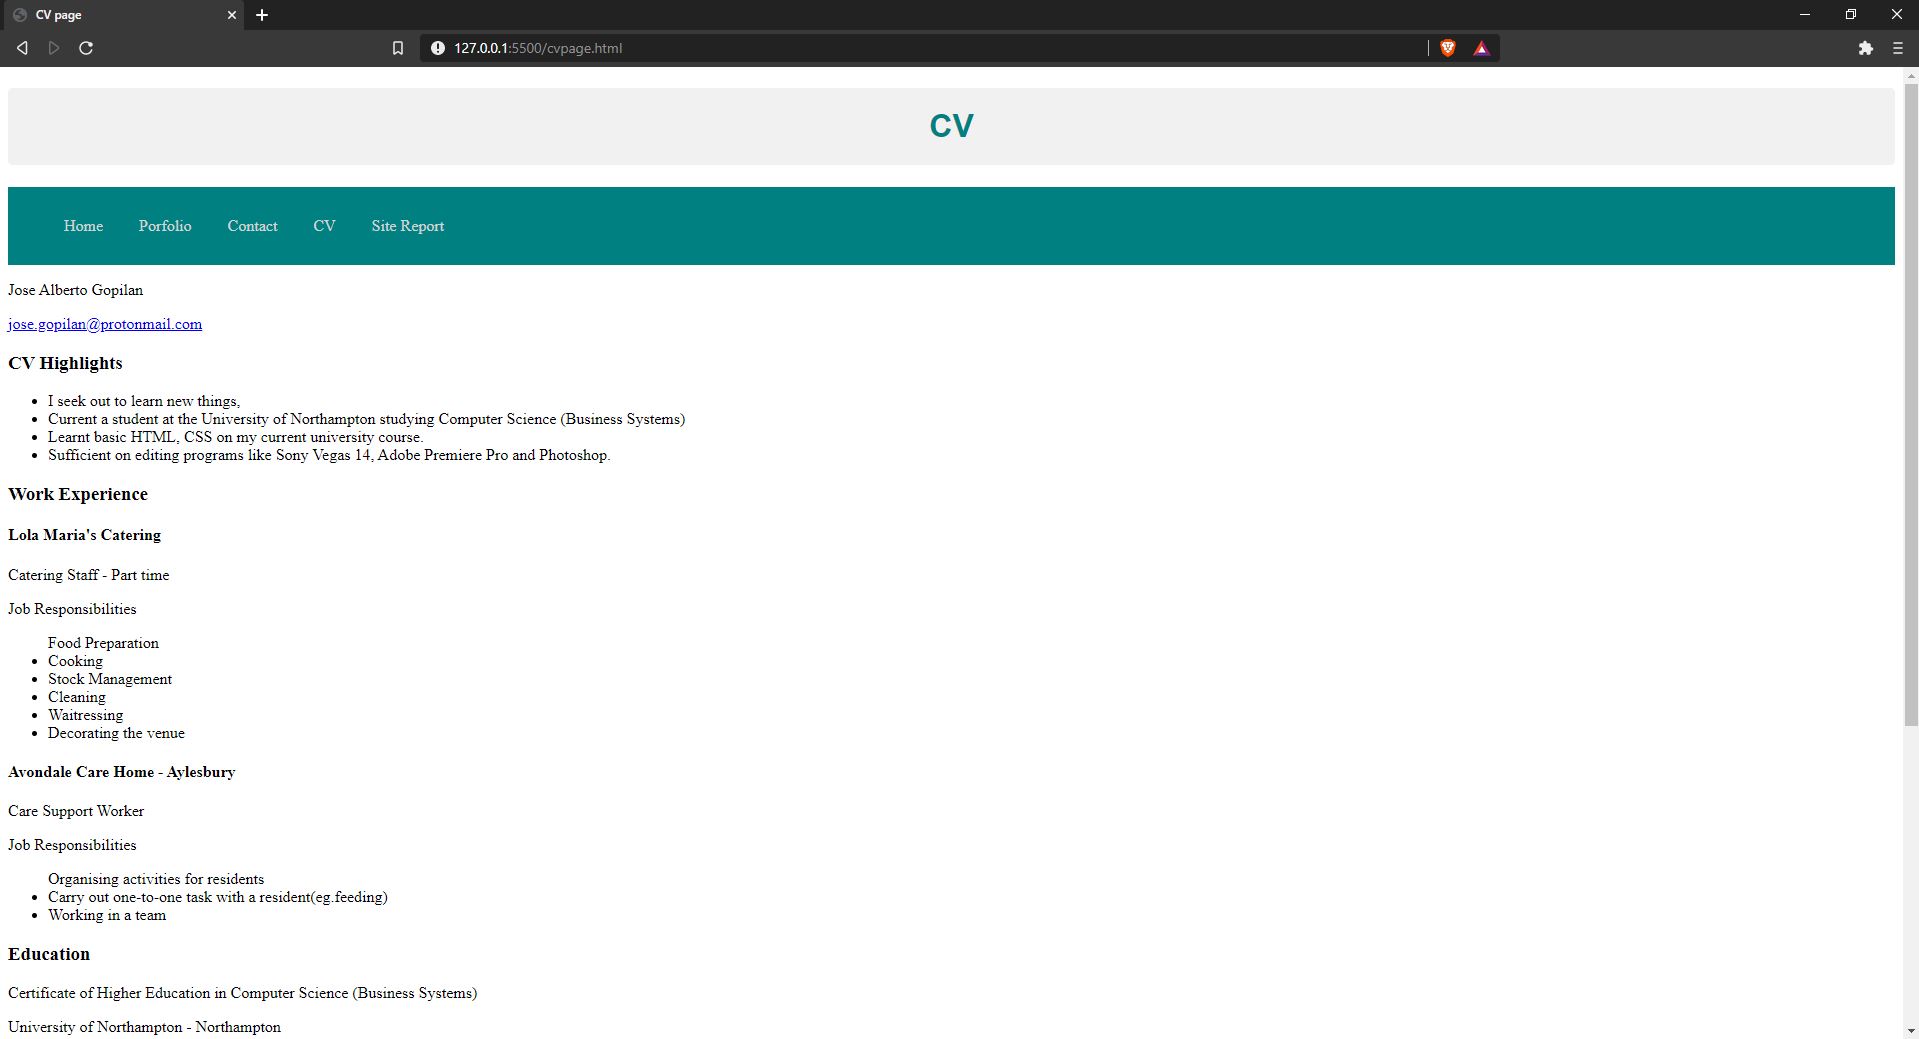 CV page
127.0.0.1:5500/cvpage.html
CV
Home Porfolio Contact CV Site Report
Jose Alberto Gopilan
jose.gopilan@protonmail.com
CV Highlights
I seek out to learn new things,
Current a student at the University of Northampton studying Computer Science (Business Systems)
Learnt basic HTML, CSS on my current university course.
Sufficient on editing programs like Sony Vegas 14, Adobe Premiere Pro and Photoshop.
Work Experience
Lola Maria's Catering
Catering Staff - Part time
Job Responsibilities
Food Preparation
Cooking
Stock Management
Cleaning
Waitressing
Decorating the venue
Avondale Care Home - Aylesbury
Care Support Worker
Job Responsibilities
Organising activities for residents
Carry out one-to-one task with a resident(eg.feeding)
Working in a team
Education
Certificate of Higher Education in Computer Science (Business Systems)
University of Northampton - Northampton